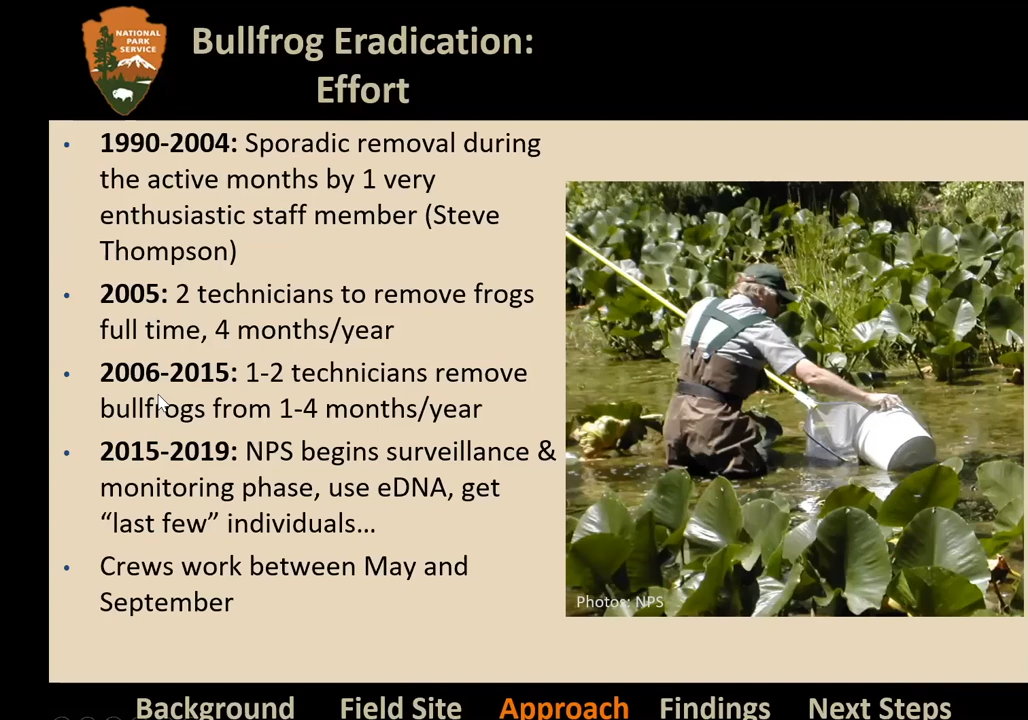 NATIONAL
PARK
SERVICE
Bullfrog Eradication:
Effort
• 1990-2004: Sporadic removal during
the active months by 1 very
enthusiastic staff member (Steve
Thompson)
• 2005: 2 technicians to remove frogs
full time, 4 months/year
• 2006-2015: 1-2 technicians remove
bullfrogs from 1-4 months/year
• 2015-2019: NPS begins surveillance &
monitoring phase, use eDNA, get
“last few” individuals...
• Crews work between May and
September
Photos: NPS
Background Field Site Approach Findings Next Steps